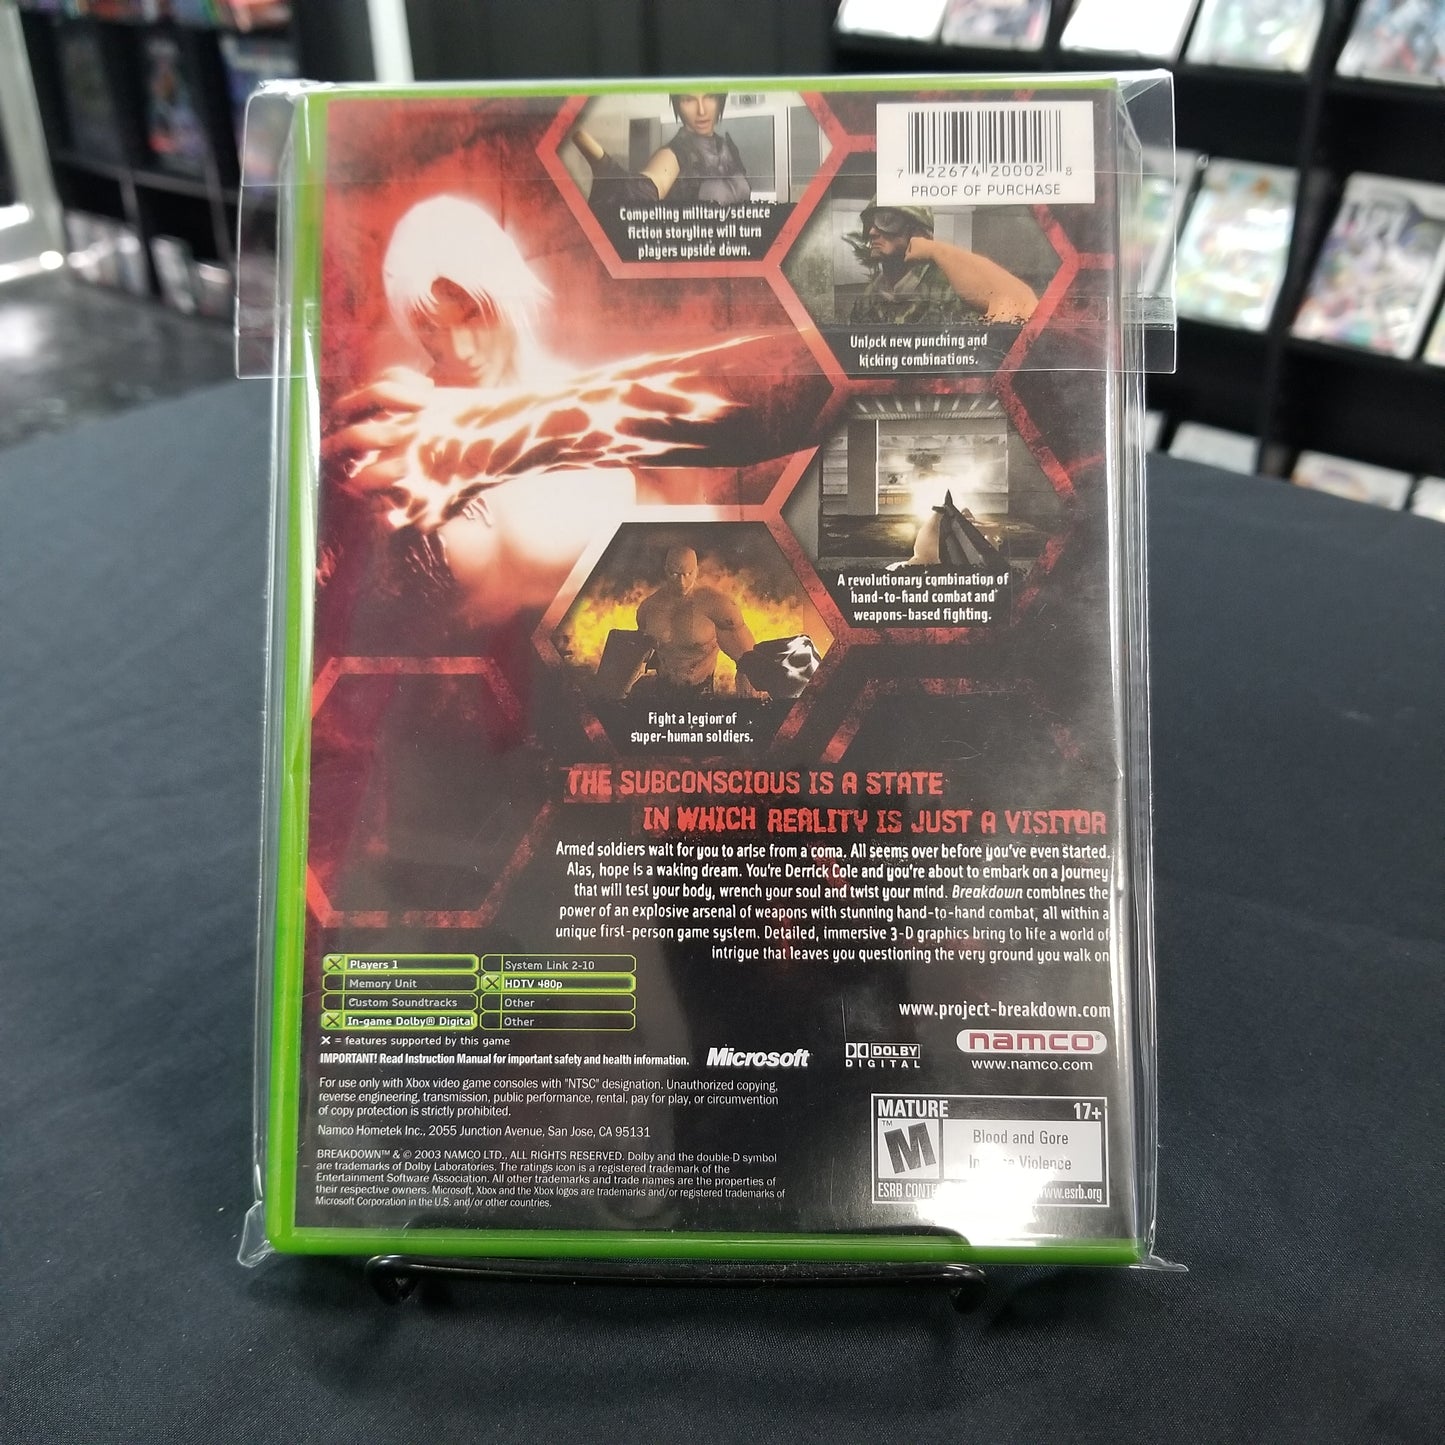 7 22674 20002 8
PROOF OF PURCHASE
Compelling military/science
fiction storyline will turn
players upside down.
Unlock new punching and
kicking combinations.
A revolutionary combination of
hand-to-hand combat and
weapons-based fighting.
Fight a legion of
super-human soldiers.
THE SUBCONSCIOUS IS A STATE
IN WHICH REALITY IS JUST A VISITOR
Armed soldiers wait for you to arise from a coma. All seems over before you've even started.
Alas, hope is a waking dream. You're Derrick Cole and you're about to embark on a journey
that will test your body, wrench your soul and twist your mind. Breakdown combines the
power of an explosive arsenal of weapons with stunning hand-to-hand combat, all within a
unique first-person game system. Detailed, immersive 3-D graphics bring to life a world of
intrigue that leaves you questioning the very ground you walk on
X Players 1
Memory Unit
Custom Soundtracks
X In-game Dolby® Digital
System Link 2-10
X HDTV 480p
Other
Other
X = features supported by this game
IMPORTANT! Read Instruction Manual for important safety and health information.
Microsoft
DOLBY
DIGITAL
www.project-breakdown.com
namco®
www.namco.com
For use only with Xbox video game consoles with "NTSC" designation. Unauthorized copying,
reverse engineering, transmission, public performance, rental, pay for play, or circumvention
of copy protection is strictly prohibited.
Namco Hometek Inc., 2055 Junction Avenue, San Jose, CA 95131
BREAKDOWN™ & © 2003 NAMCO LTD., ALL RIGHTS RESERVED. Dolby and the double-D symbol
are trademarks of Dolby Laboratories. The ratings icon is a registered trademark of the
Entertainment Software Association. All other trademarks and trade names are the properties of
their respective owners. Microsoft, Xbox and the Xbox logos are trademarks and/or registered trademarks of
Microsoft Corporation in the U.S. and/or other countries.
MATURE 17+
M™
Blood and Gore
Violence
ESRB www.esrb.org